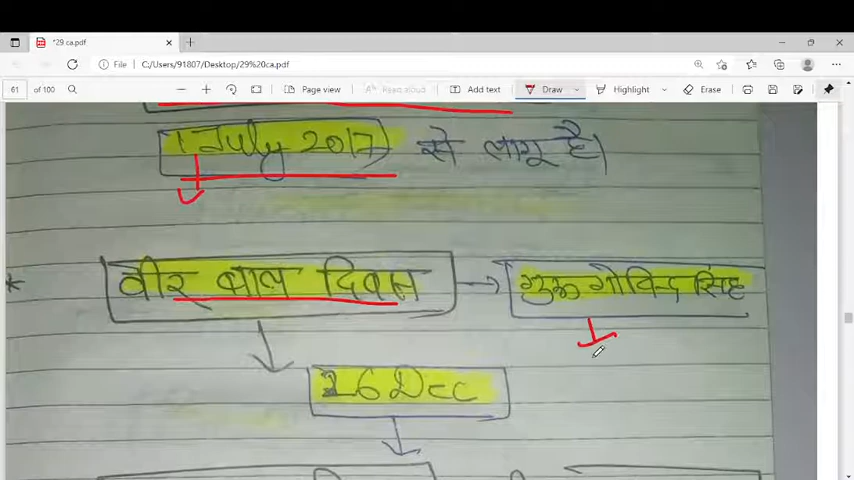 *29 ca.pdf
File C:/Users/91807/Desktop/29%20ca.pdf
61 of 100 Page view Read aloud Add text Draw Highlight Erase
1 July 2017 से लागू है।
* वीर बाल दिवस → गुरू गोविन्द सिंह
26 Dec